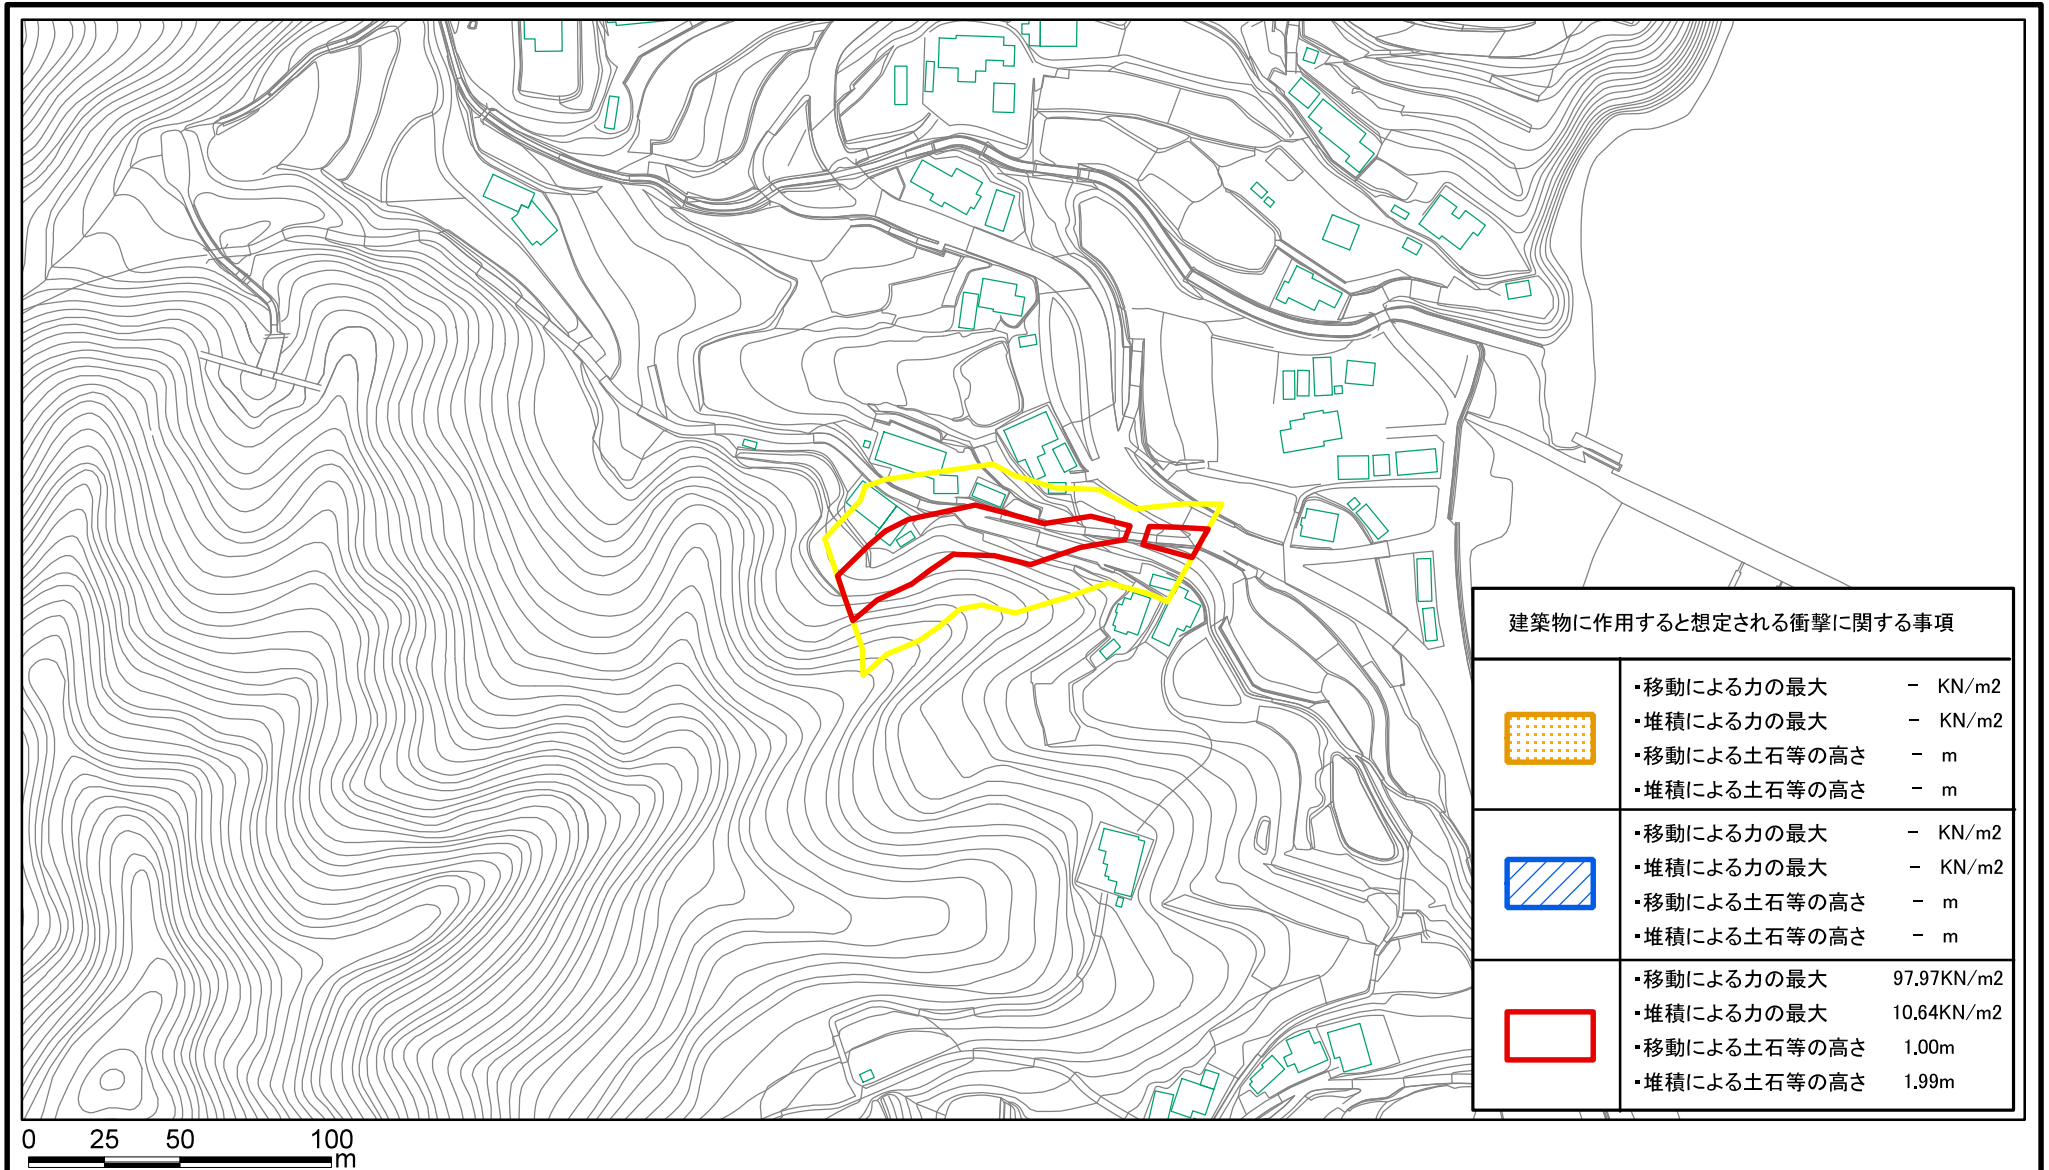 建築物に作用すると想定される衝撃に関する事項
・移動による力の最大 － KN/m2
・堆積による力の最大 － KN/m2
・移動による土石等の高さ － m
・堆積による土石等の高さ － m
・移動による力の最大 － KN/m2
・堆積による力の最大 － KN/m2
・移動による土石等の高さ － m
・堆積による土石等の高さ － m
・移動による力の最大 97.97KN/m2
・堆積による力の最大 10.64KN/m2
・移動による土石等の高さ 1.00m
・堆積による土石等の高さ 1.99m
0 25 50 100
m